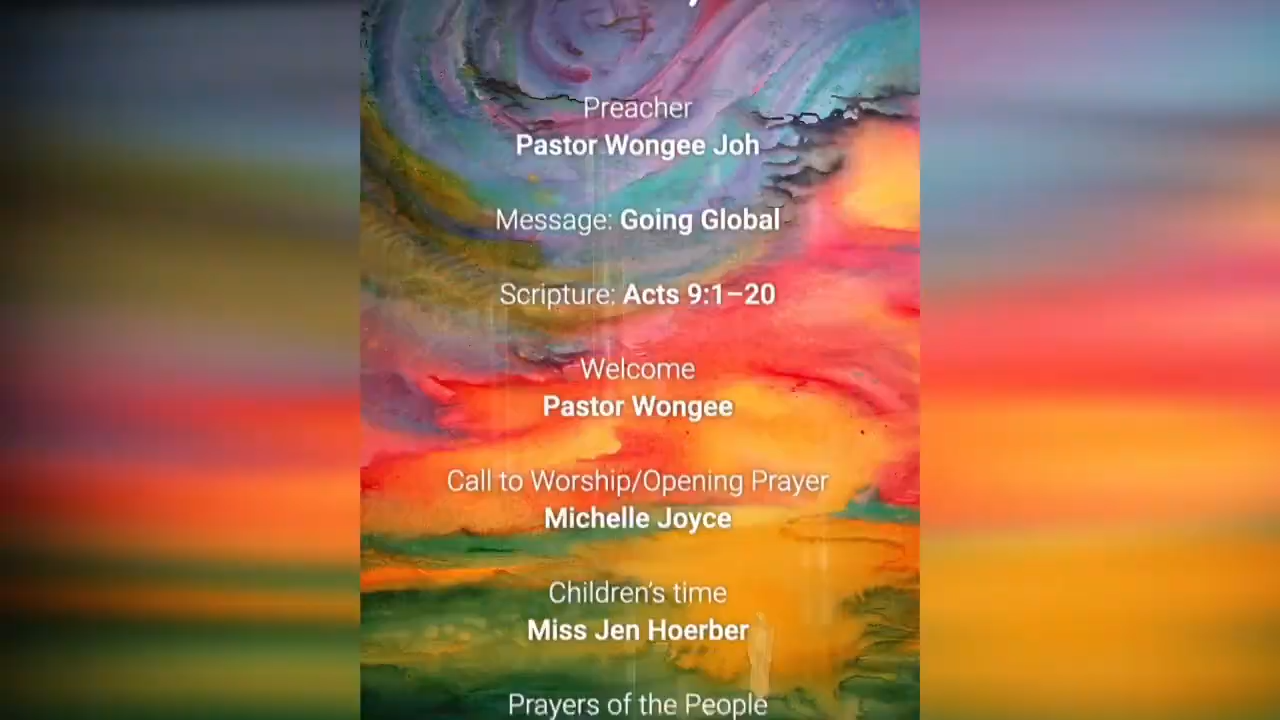 Preacher
Pastor Wongee Joh
Message: Going Global
Scripture: Acts 9:1–20
Welcome
Pastor Wongee
Call to Worship/Opening Prayer
Michelle Joyce
Children’s time
Miss Jen Hoerber
Prayers of the People